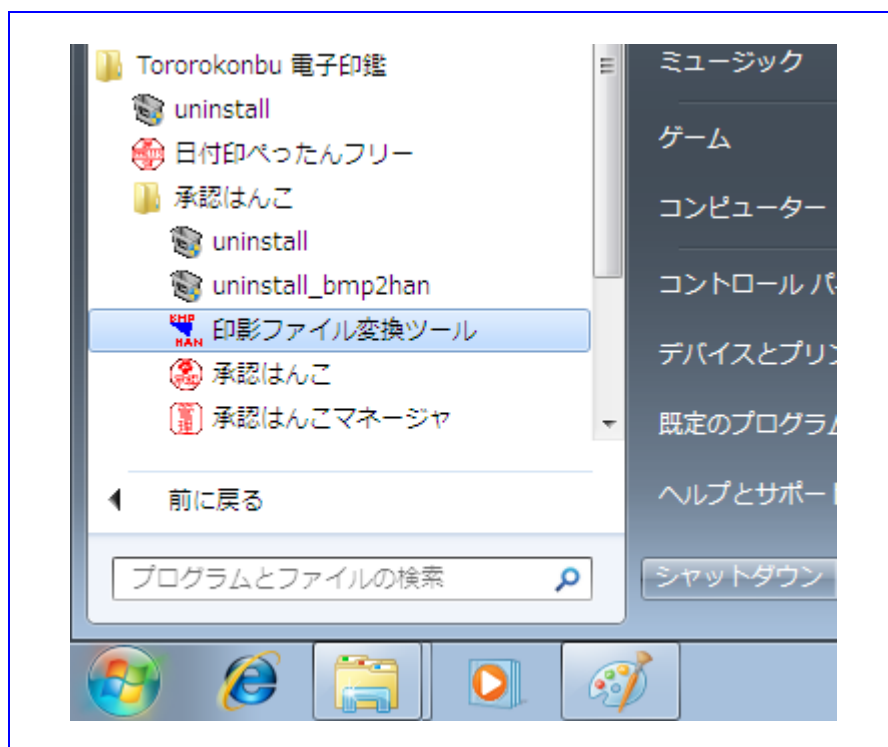 Tororokonbu 電子印鑑
uninstall
日付印ぺったんフリー
承認はんこ
uninstall
uninstall_bmp2han
BMP
HAN
印影ファイル変換ツール
承認はんこ
管理
承認はんこマネージャ
前に戻る
プログラムとファイルの検索
ミュージック
ゲーム
コンピューター
コントロール パ
デバイスとプリン
既定のプログラム
ヘルプとサポート
シャットダウン